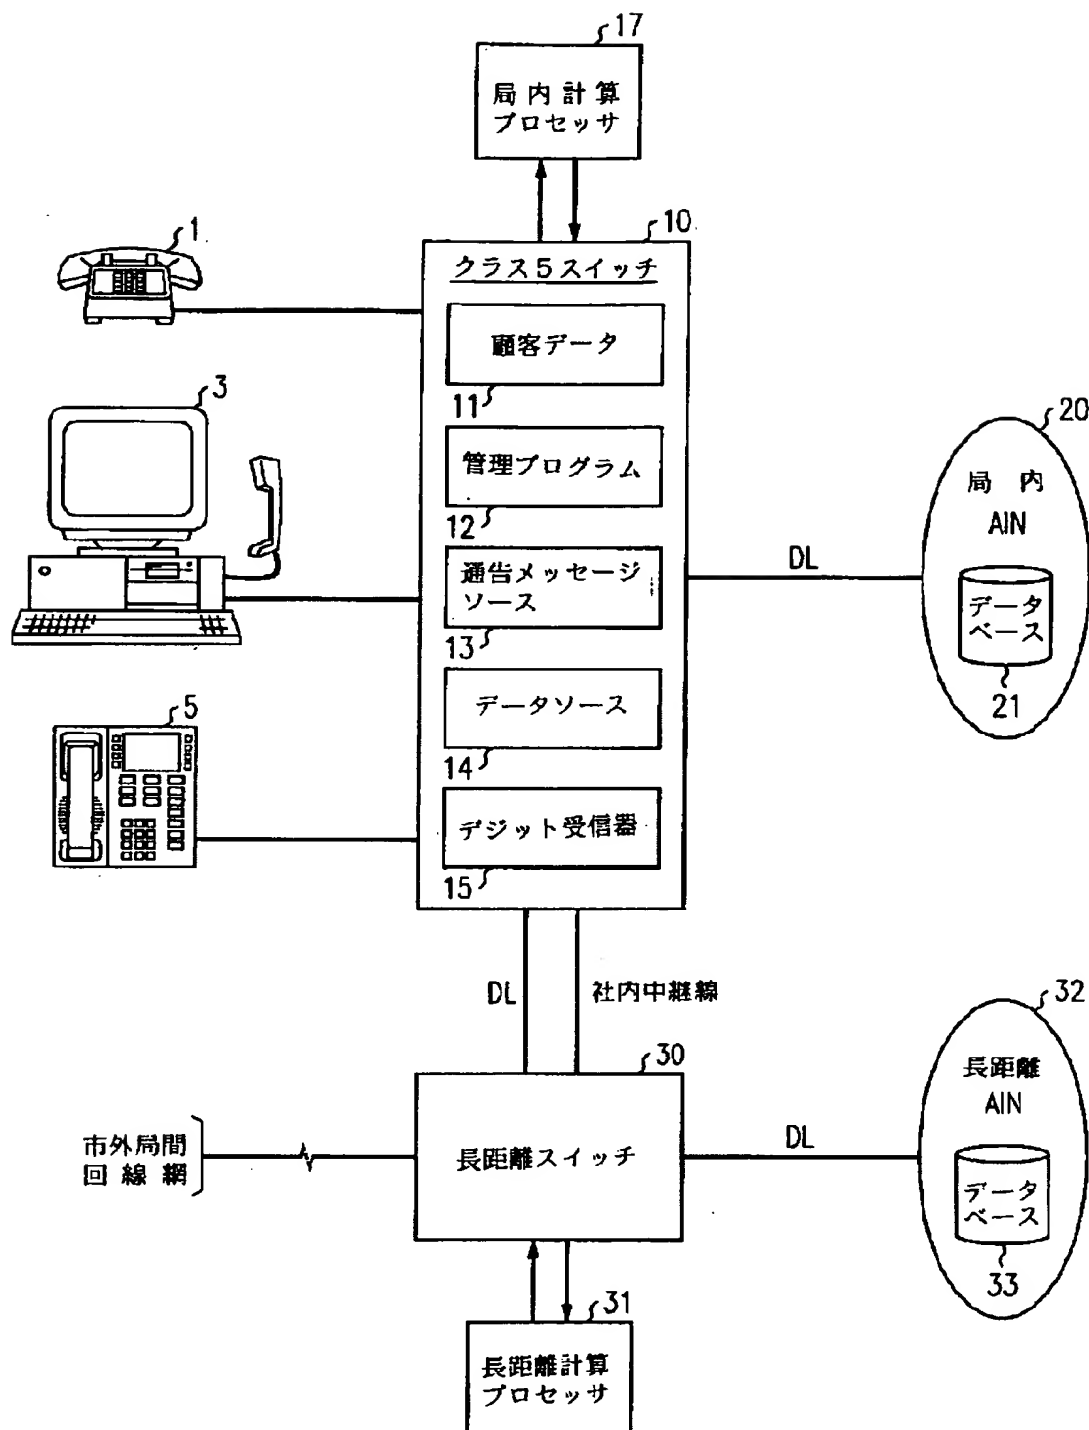 17
局内計算
プロセッサ
1
10
クラス5スイッチ
顧客データ
11
3
管理プログラム
12
20
局内
AIN
データ
ベース
21
DL
通告メッセージ
ソース
13
データソース
14
5
デジット受信器
15
DL
社内中継線
30
32
長距離
AIN
データ
ベース
33
DL
市外局間
回線網
長距離スイッチ
31
長距離計算
プロセッサ